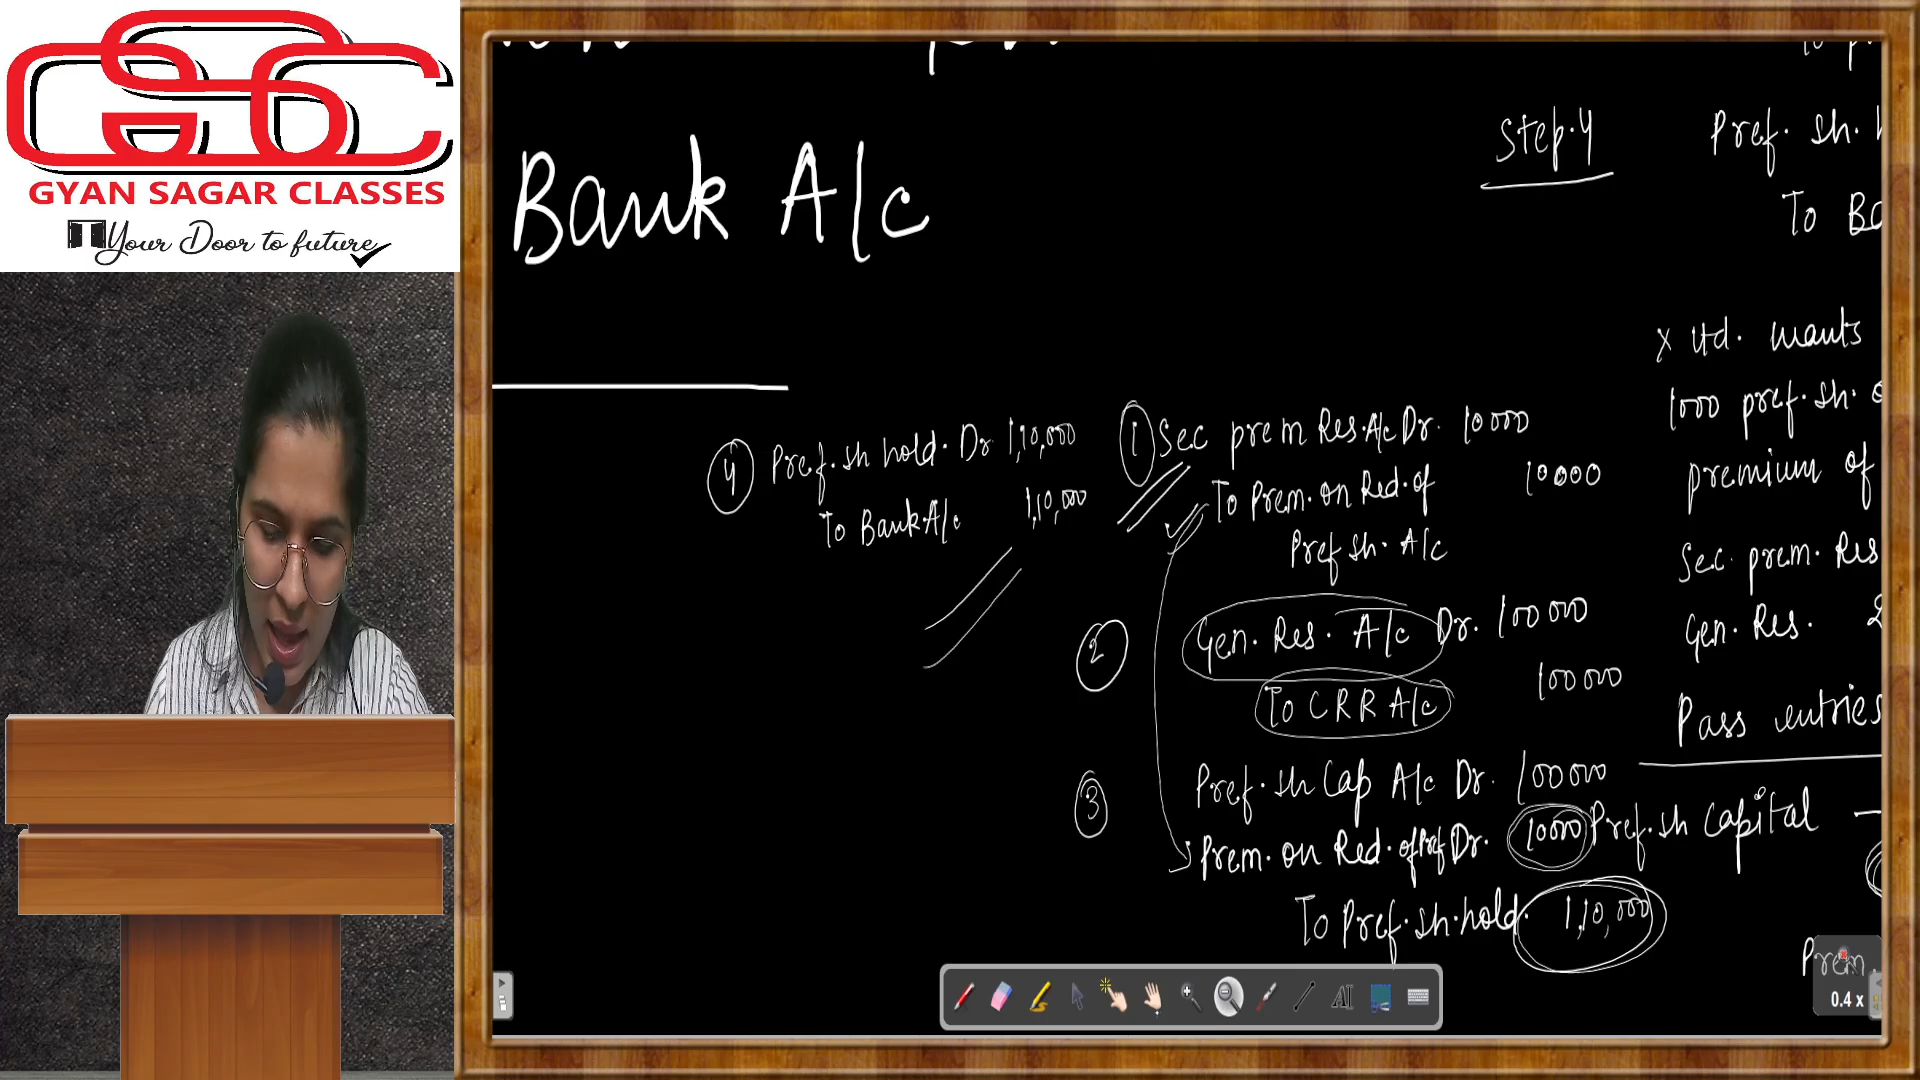 GSC
GYAN SAGAR CLASSES
Your Door to future
Bank A/c
Step.4
Pref. sh.
To
x ltd. wants
1000 pref. sh.
premium of
Sec. prem. Res
Gen. Res.
Pass entries
Pref. sh capital
Prem.
① Sec prem Res. A/c Dr. 10000
To Prem. on Red. of 10000
Pref sh. A/c
② Gen. Res. A/c Dr. 100000
To CRR A/c 100000
③ Pref. sh Cap A/c Dr. 100000
Prem. on Red. of Pref Dr. 10000
To Pref. sh. hold. 1,10,000
④ Pref. sh hold. Dr 1,10,000
To Bank A/c 1,10,000
0.4 x